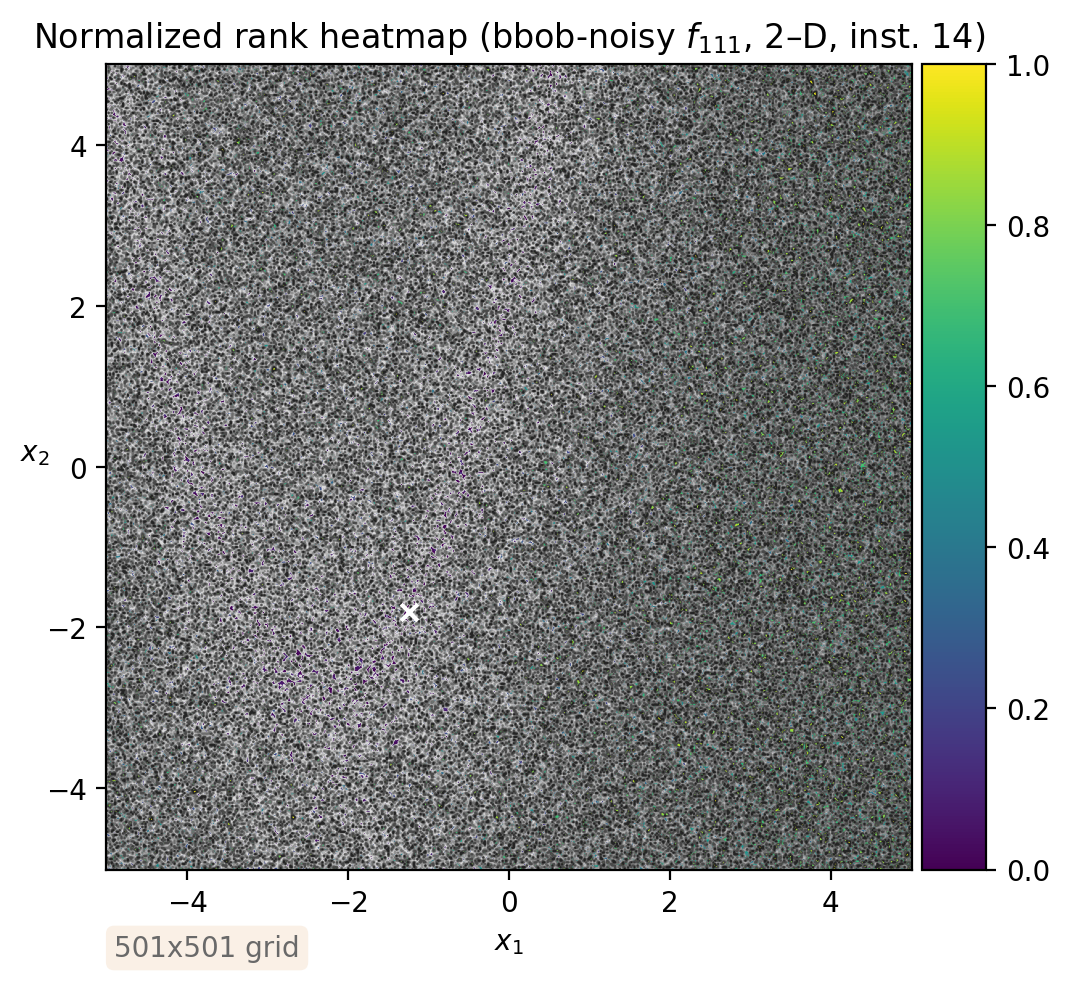 Normalized rank heatmap (bbob-noisy f₁₁₁, 2–D, inst. 14)
1.0
0.8
0.6
0.4
0.2
0.0
4
2
0
−2
−4
x₂
−4 −2 0 2 4
x₁
501x501 grid